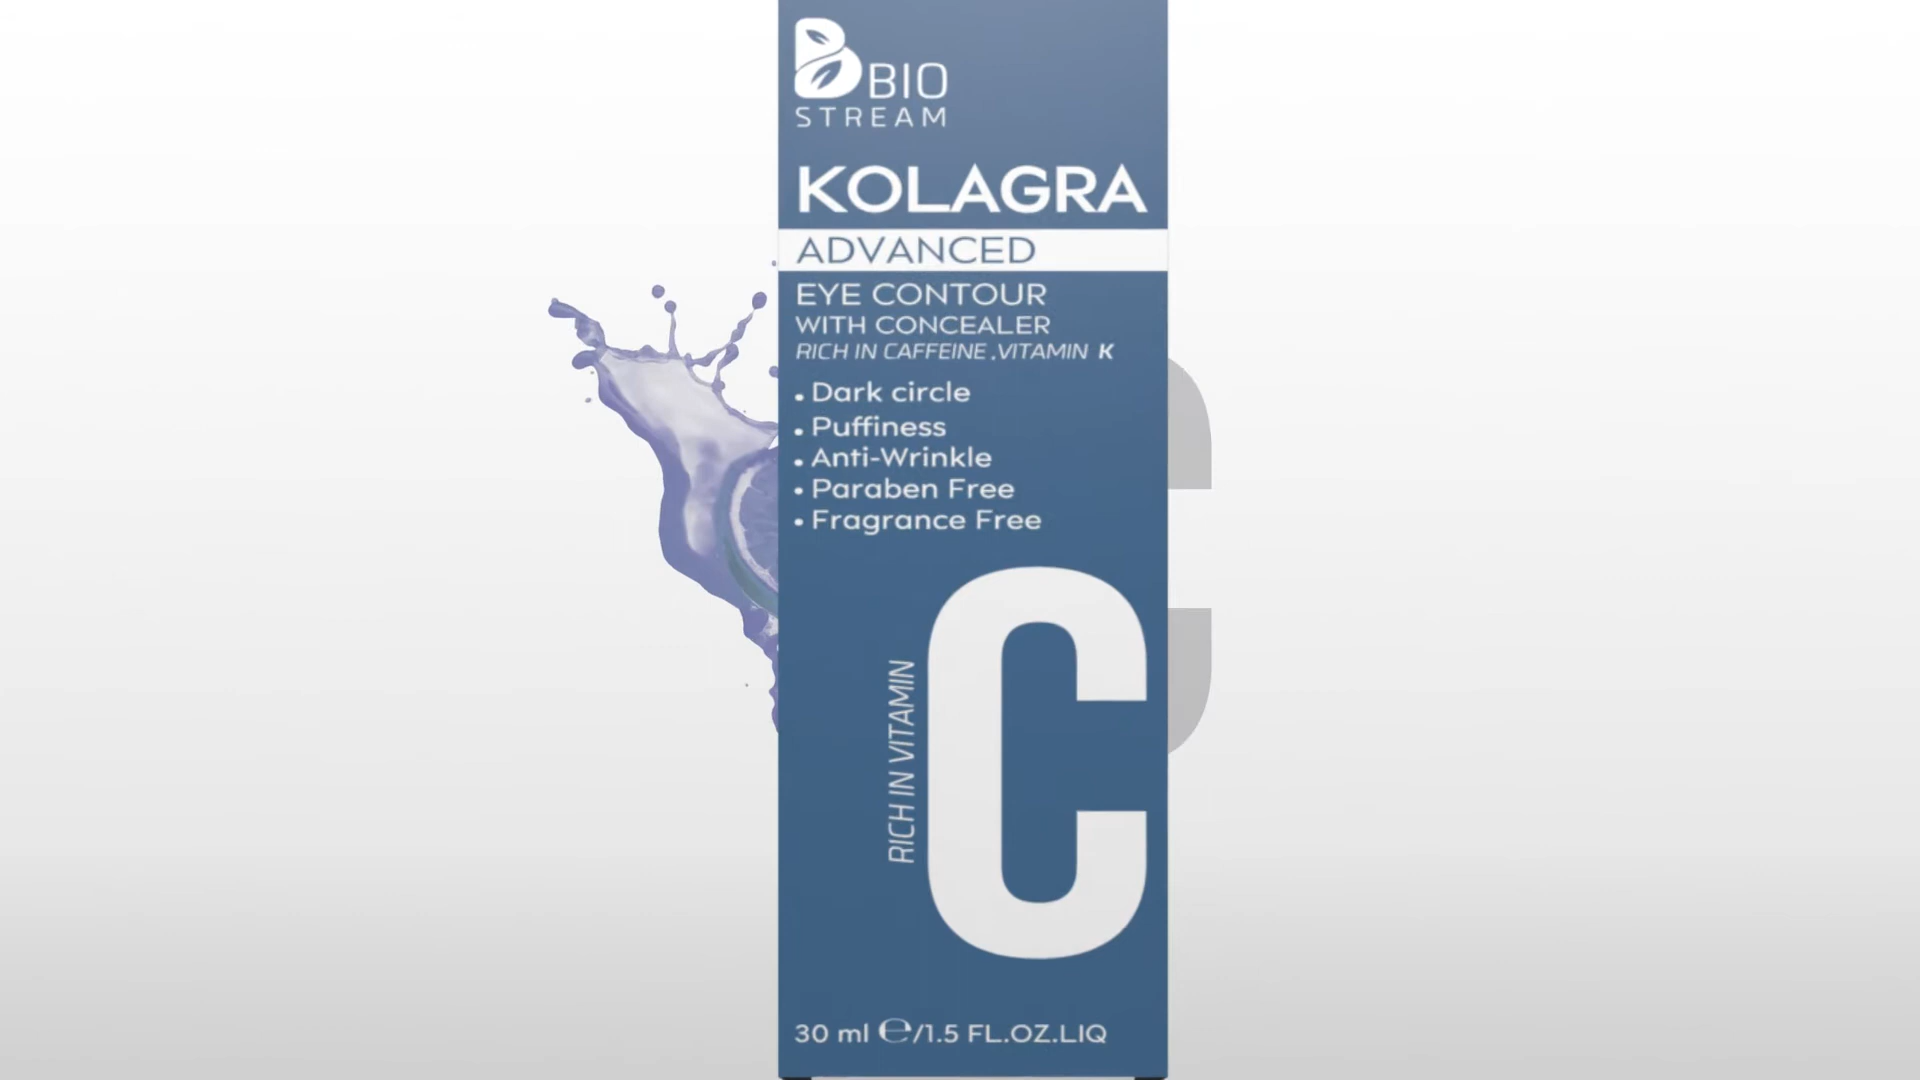 BIO
STREAM
KOLAGRA
ADVANCED
EYE CONTOUR
WITH CONCEALER
RICH IN CAFFEINE ,VITAMIN K
• Dark circle
• Puffiness
• Anti-Wrinkle
• Paraben Free
• Fragrance Free
RICH IN VITAMIN
C
30 ml ℮/1.5 FL.OZ.LIQ